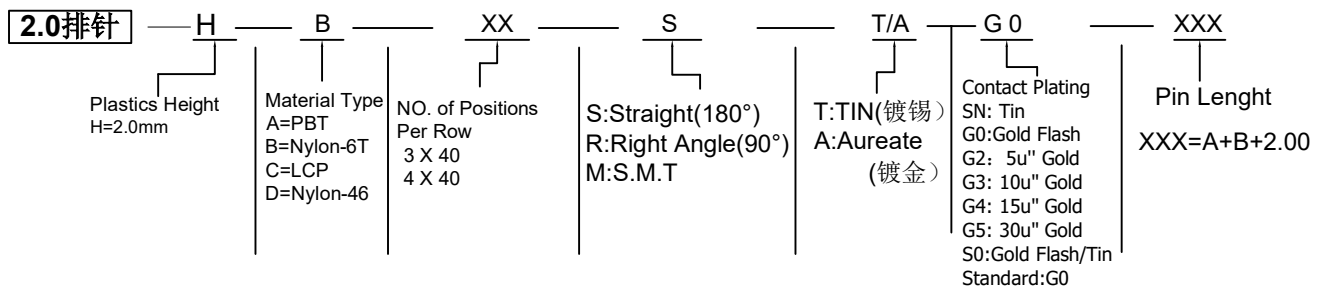 2.0排针 H B XX S T/A G 0 XXX
Plastics Height
H=2.0mm
Material Type
A=PBT
B=Nylon-6T
C=LCP
D=Nylon-46
NO. of Positions
Per Row
3 X 40
4 X 40
S:Straight(180°)
R:Right Angle(90°)
M:S.M.T
T:TIN(镀锡）
A:Aureate
(镀金）
Contact Plating
SN: Tin
G0:Gold Flash
G2： 5u" Gold
G3: 10u" Gold
G4: 15u" Gold
G5: 30u" Gold
S0:Gold Flash/Tin
Standard:G0
Pin Lenght
XXX=A+B+2.00